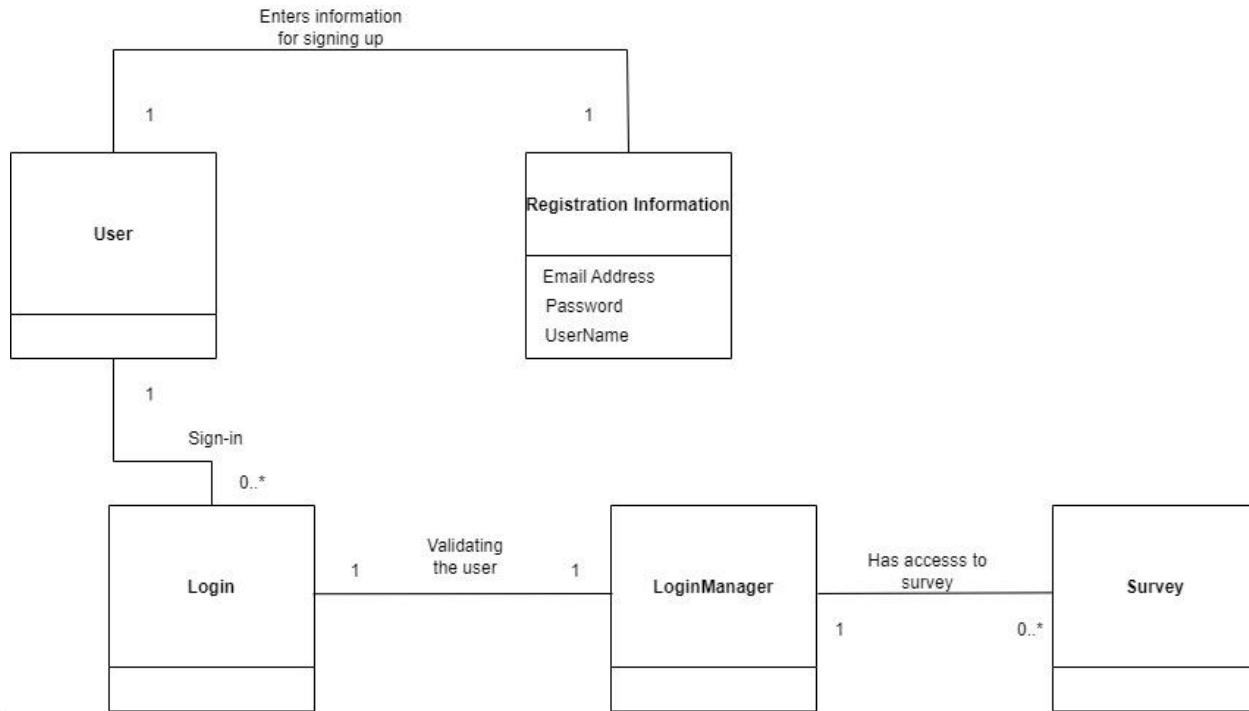 Enters information
for signing up
1
1
User
Registration Information
Email Address
Password
UserName
1
Sign-in
0..*
Login
1
Validating
the user
1
LoginManager
Has accesss to
survey
1
0..*
Survey